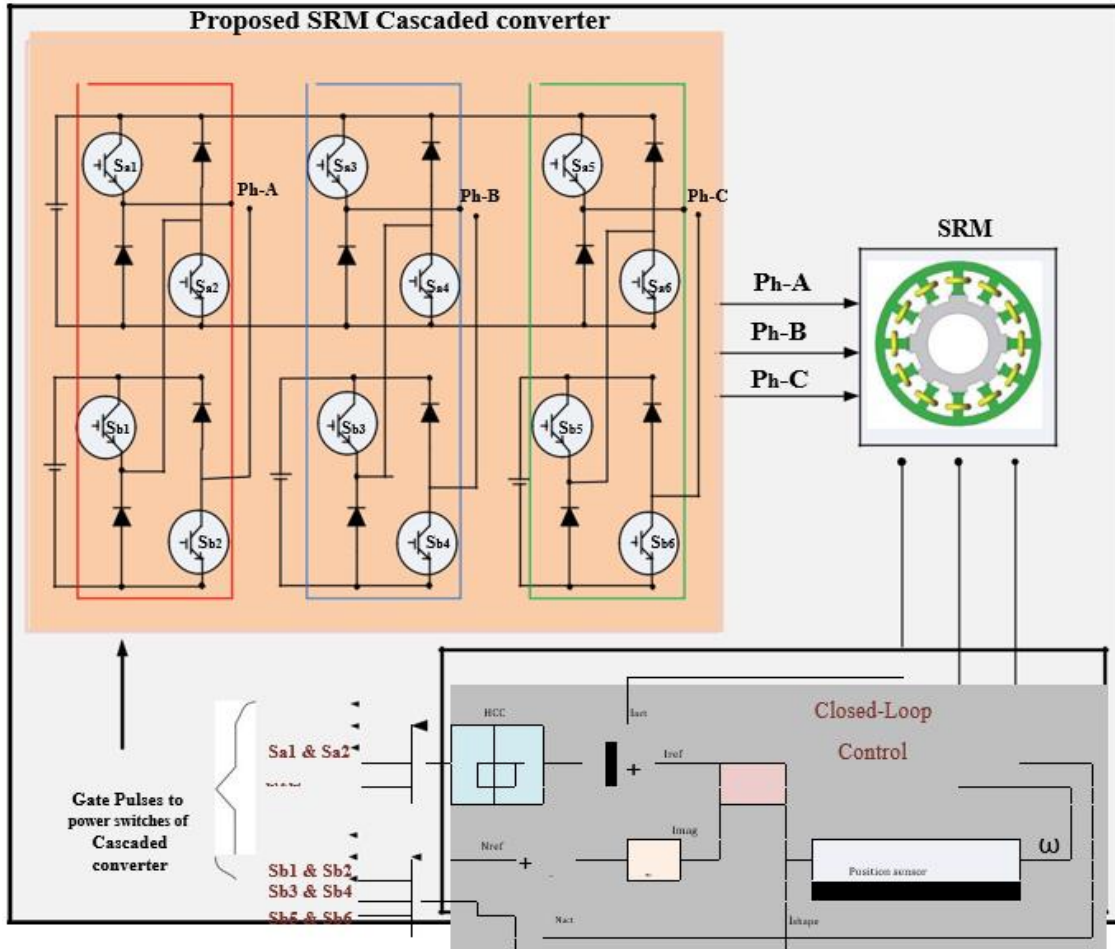 Proposed SRM Cascaded converter
Sa1
Sa3
Sa5
Ph-A
Ph-B
Ph-C
Sa2
Sa4
Sa6
Sb1
Sb3
Sb5
Sb2
Sb4
Sb6
SRM
Ph-A
Ph-B
Ph-C
Closed-Loop
Control
HCC
Iact
Iref
+
Sa1 & Sa2
Gate Pulses to
power switches of
Cascaded
converter
Imag
Nref
+
-
ω
Position sensor
Sb1 & Sb2
Sb3 & Sb4
Sb5 & Sb6
Nact
Ishape